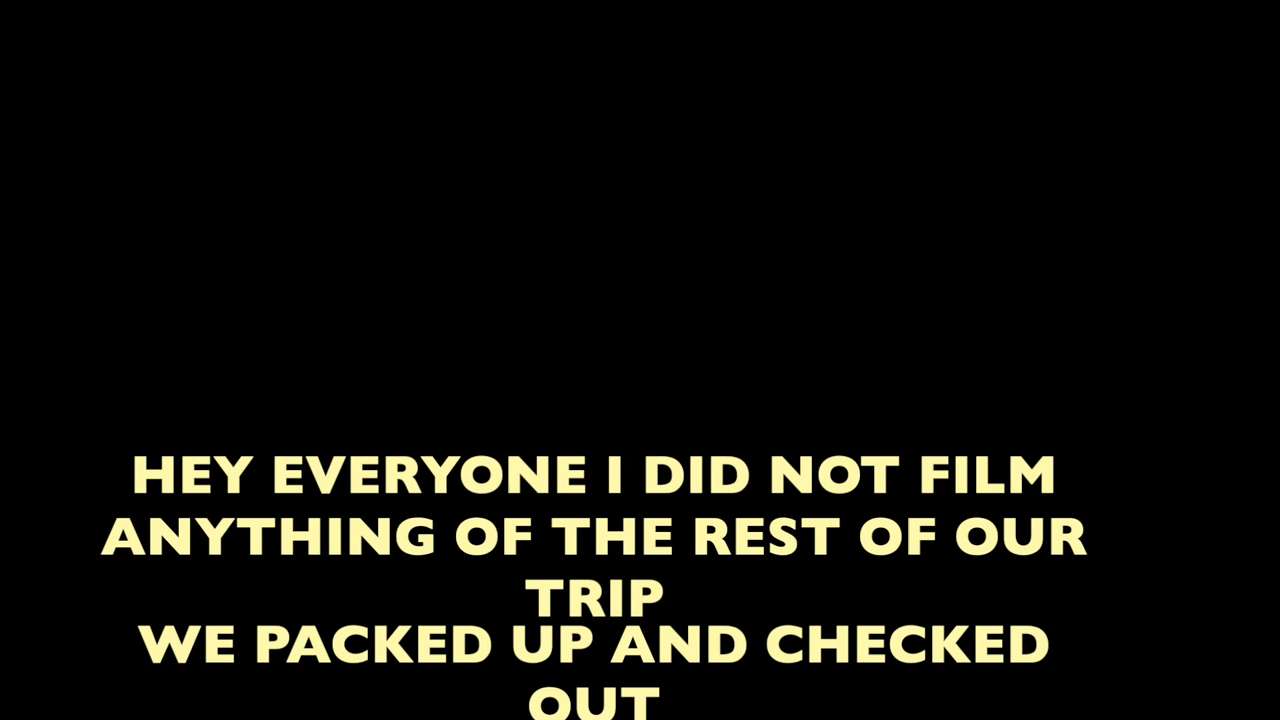 HEY EVERYONE I DID NOT FILM
ANYTHING OF THE REST OF OUR
TRIP
WE PACKED UP AND CHECKED
OUT